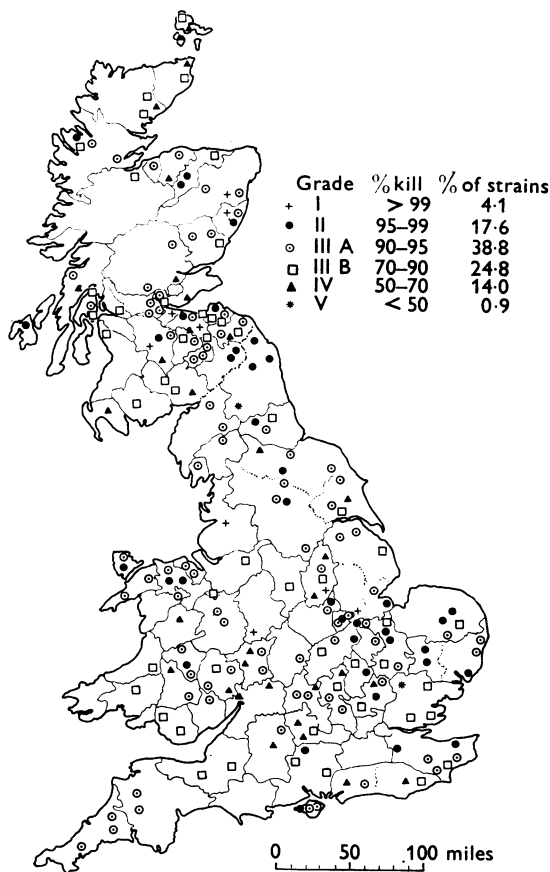 Grade % kill % of strains
+ I > 99 4·1
● II 95–99 17·6
⊙ III A 90–95 38·8
□ III B 70–90 24·8
▲ IV 50–70 14·0
✱ V < 50 0·9
0 50 100 miles